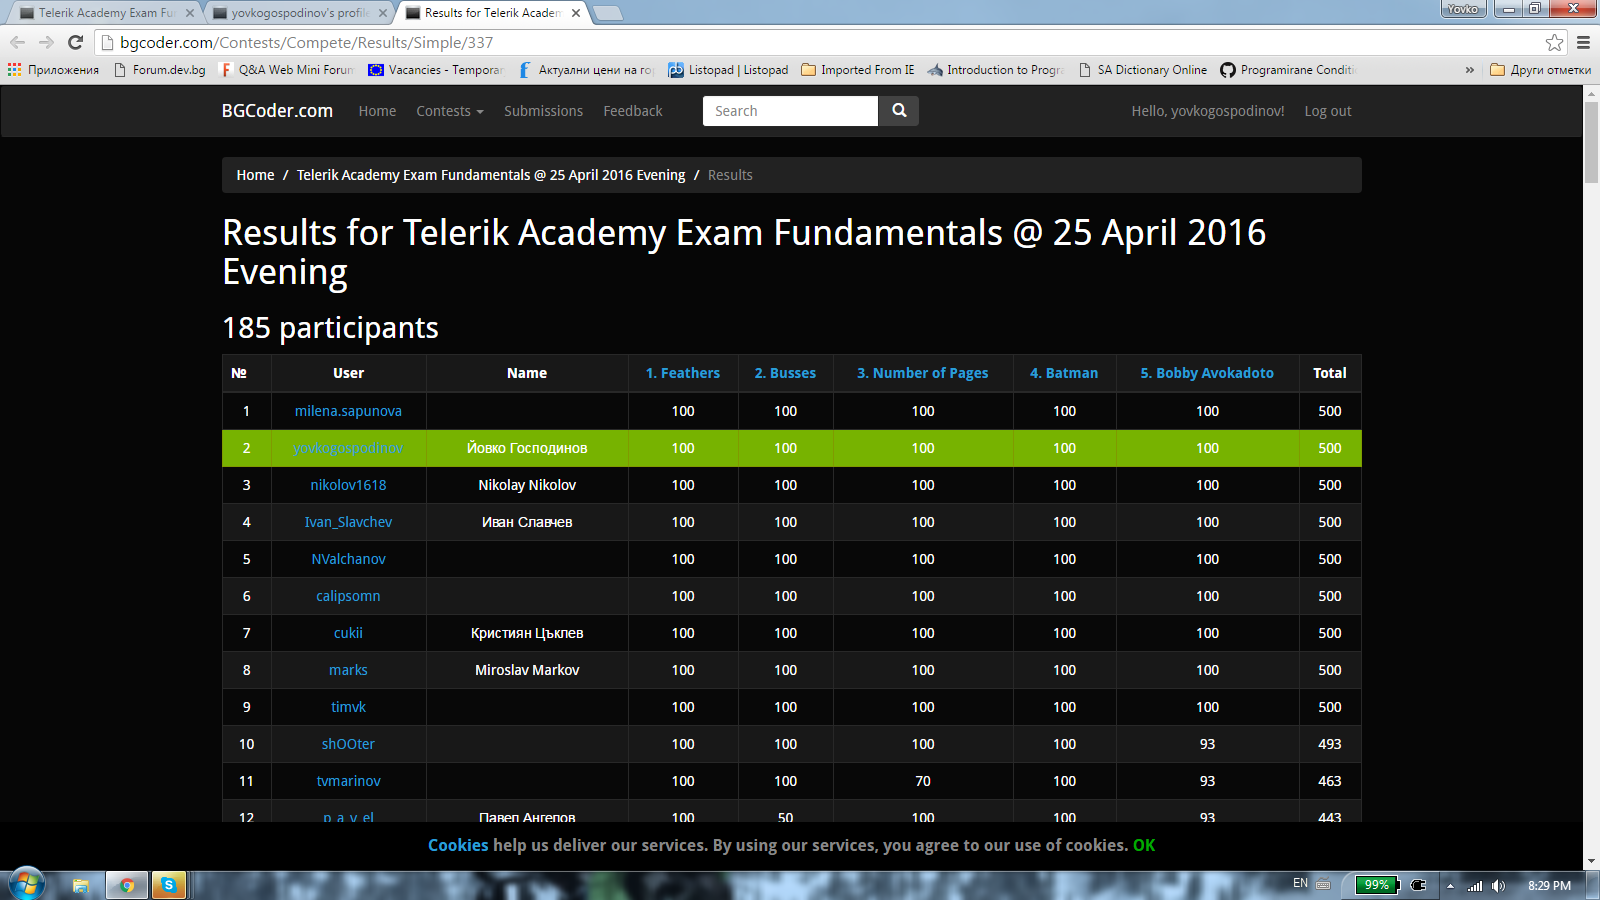 Telerik Academy Exam Fun
yovkogospodinov's profile
Results for Telerik Academ
Yovko
bgcoder.com/Contests/Compete/Results/Simple/337
Приложения
Forum.dev.bg
Q&A Web Mini Forum
Vacancies - Temporar
Актуални цени на го
Listopad | Listopad
Imported From IE
Introduction to Progra
SA Dictionary Online
Programirane Conditi
»
Други отметки
BGCoder.com Home Contests Submissions Feedback Search Hello, yovkogospodinov! Log out
Home / Telerik Academy Exam Fundamentals @ 25 April 2016 Evening / Results
Results for Telerik Academy Exam Fundamentals @ 25 April 2016
Evening
185 participants
№ User Name 1. Feathers 2. Busses 3. Number of Pages 4. Batman 5. Bobby Avokadoto Total
1 milena.sapunova 100 100 100 100 100 500
2 yovkogospodinov Йовко Господинов 100 100 100 100 100 500
3 nikolov1618 Nikolay Nikolov 100 100 100 100 100 500
4 Ivan_Slavchev Иван Славчев 100 100 100 100 100 500
5 NValchanov 100 100 100 100 100 500
6 calipsomn 100 100 100 100 100 500
7 cukii Кристиян Цъклев 100 100 100 100 100 500
8 marks Miroslav Markov 100 100 100 100 100 500
9 timvk 100 100 100 100 100 500
10 shOOter 100 100 100 100 93 493
11 tvmarinov 100 100 70 100 93 463
12 p_a_v_el Павел Ангелов 100 50 100 100 93 443
Cookies help us deliver our services. By using our services, you agree to our use of cookies. OK
EN 99% 8:29 PM